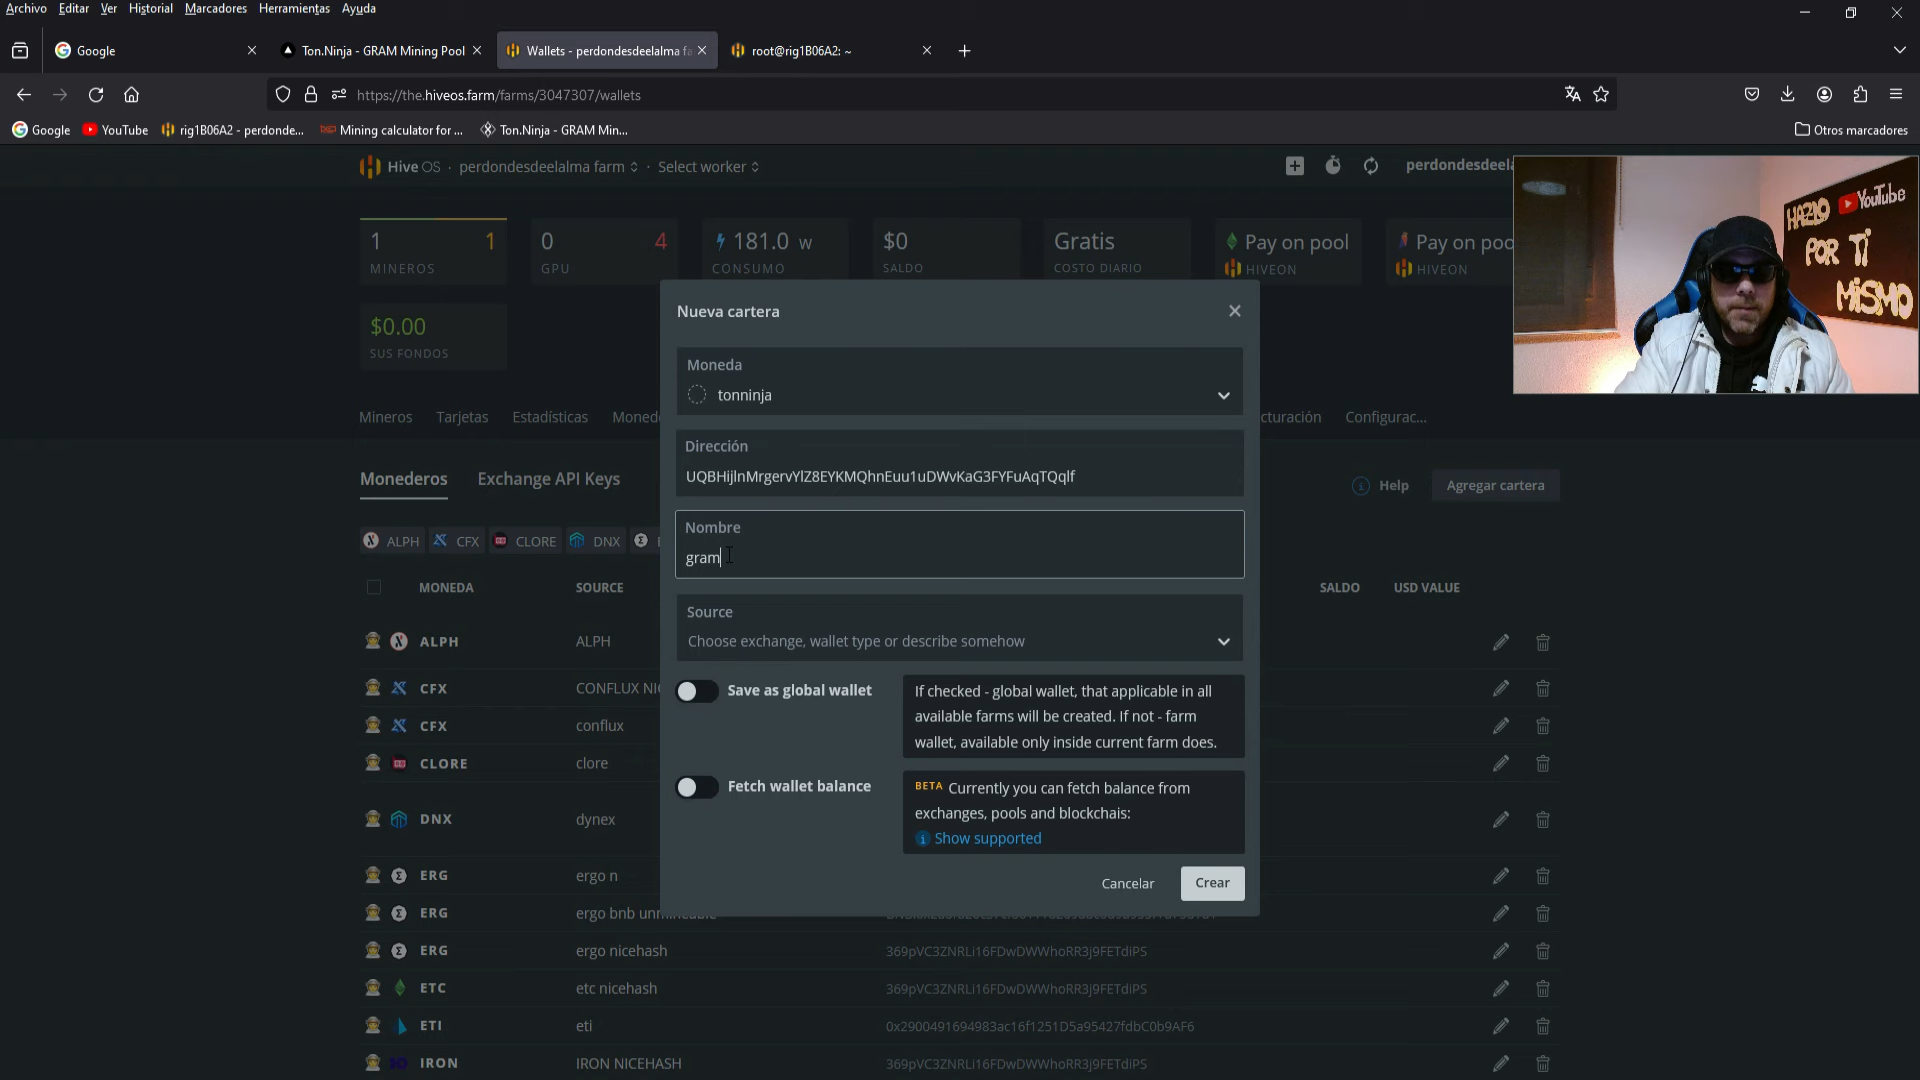 Archivo Editar Ver Historial Marcadores Herramientas Ayuda
Google
Ton.Ninja - GRAM Mining Pool
Wallets - perdondesdeelalma fa
root@rig1B06A2: ~
https://the.hiveos.farm/farms/3047307/wallets
Google
YouTube
rig1B06A2 - perdonde...
Mining calculator for ...
Ton.Ninja - GRAM Min...
Otros marcadores
Hive OS · perdondesdeelalma farm · Select worker
perdondesdeela
1 1
MINEROS
0 4
GPU
181.0 W
CONSUMO
$0
SALDO
Gratis
COSTO DIARIO
Pay on pool
HIVEON
Pay on poo
HIVEON
$0.00
SUS FONDOS
HAZLO
YouTube
POR TI
MISMO
Nueva cartera
Moneda
tonninja
Mineros Tarjetas Estadísticas Moned
cturación Configurac...
Dirección
UQBHijlnMrgervYlZ8EYKMQhnEuu1uDWvKaG3FYFuAqTQqlf
Monederos Exchange API Keys
Help
Agregar cartera
Nombre
gram
ALPH CFX CLORE DNX
MONEDA SOURCE SALDO USD VALUE
Source
Choose exchange, wallet type or describe somehow
ALPH ALPH
CFX CONFLUX NI
CFX conflux
CLORE clore
DNX dynex
Save as global wallet
If checked - global wallet, that applicable in all
available farms will be created. If not - farm
wallet, available only inside current farm does.
Fetch wallet balance
BETA Currently you can fetch balance from
exchanges, pools and blockchais:
Show supported
Cancelar
Crear
ERG ergo n
ERG ergo bnb unmineable
ERG ergo nicehash 369pVC3ZNRLi16FDwDWWhoRR3j9FETdiPS
ETC etc nicehash 369pVC3ZNRLi16FDwDWWhoRR3j9FETdiPS
ETI eti 0x2900491694983ac16f1251D5a95427fdbC0b9AF6
IRON IRON NICEHASH 369pVC3ZNRLi16FDwDWWhoRR3j9FETdiPS